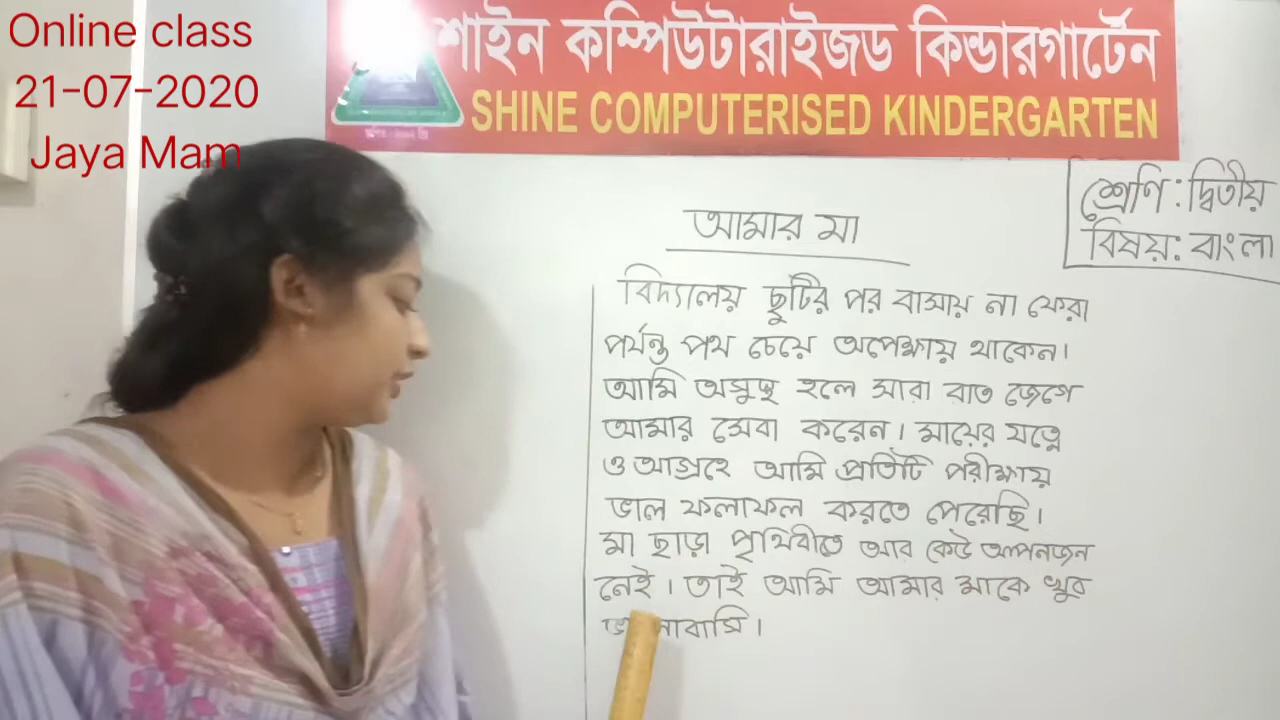 Online class
21-07-2020
Jaya Mam
শাইন কম্পিউটারাইজড কিন্ডারগার্টেন
SHINE COMPUTERISED KINDERGARTEN
শ্রেণি : দ্বিতীয়
বিষয়: বাংলা
আমার মা
বিদ্যালয় ছুটির পর বাসায় না ফেরা
পর্যন্ত পথ চেয়ে অপেক্ষায় থাকেন।
আমি অসুস্থ হলে সারা রাত জেগে
আমার সেবা করেন। মায়ের যত্নে
ও আগ্রহে আমি প্রতিটি পরীক্ষায়
ভাল ফলাফল করতে পেরেছি।
মা ছাড়া পৃথিবীতে আর কেউ আপনজন
নেই। তাই আমি আমার মাকে খুব